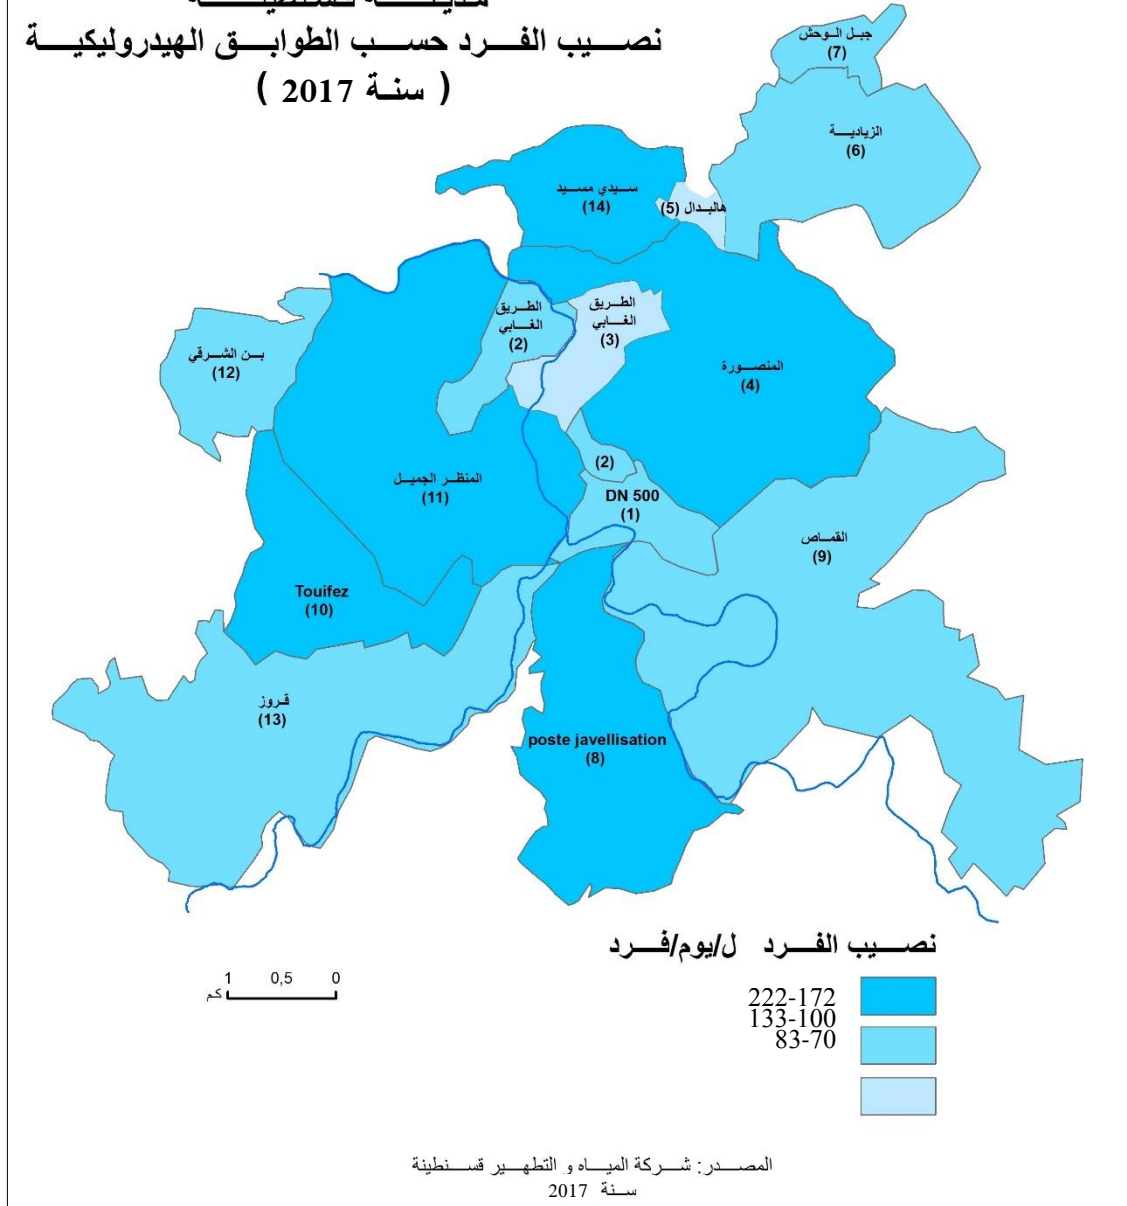 مدينة قسنطينة
نصيب الفرد حسب الطوابق الهيدروليكية
( سنة 2017 )
جبل الوحش
(7)
الزيادية
(6)
سيدي مسيد
(14)
هالبدال (5)
الطريق
الغابي
(2)
الطريق
الغابي
(3)
بن الشرقي
(12)
المنصورة
(4)
(2)
المنظر الجميل
(11)
DN 500
(1)
القماص
(9)
Touifez
(10)
قروز
(13)
poste javellisation
(8)
نصيب الفرد ل/يوم/فرد
222-172
133-100
83-70
1 0,5 0
كم
المصدر: شركة المياه و التطهير قسنطينة
سنة 2017